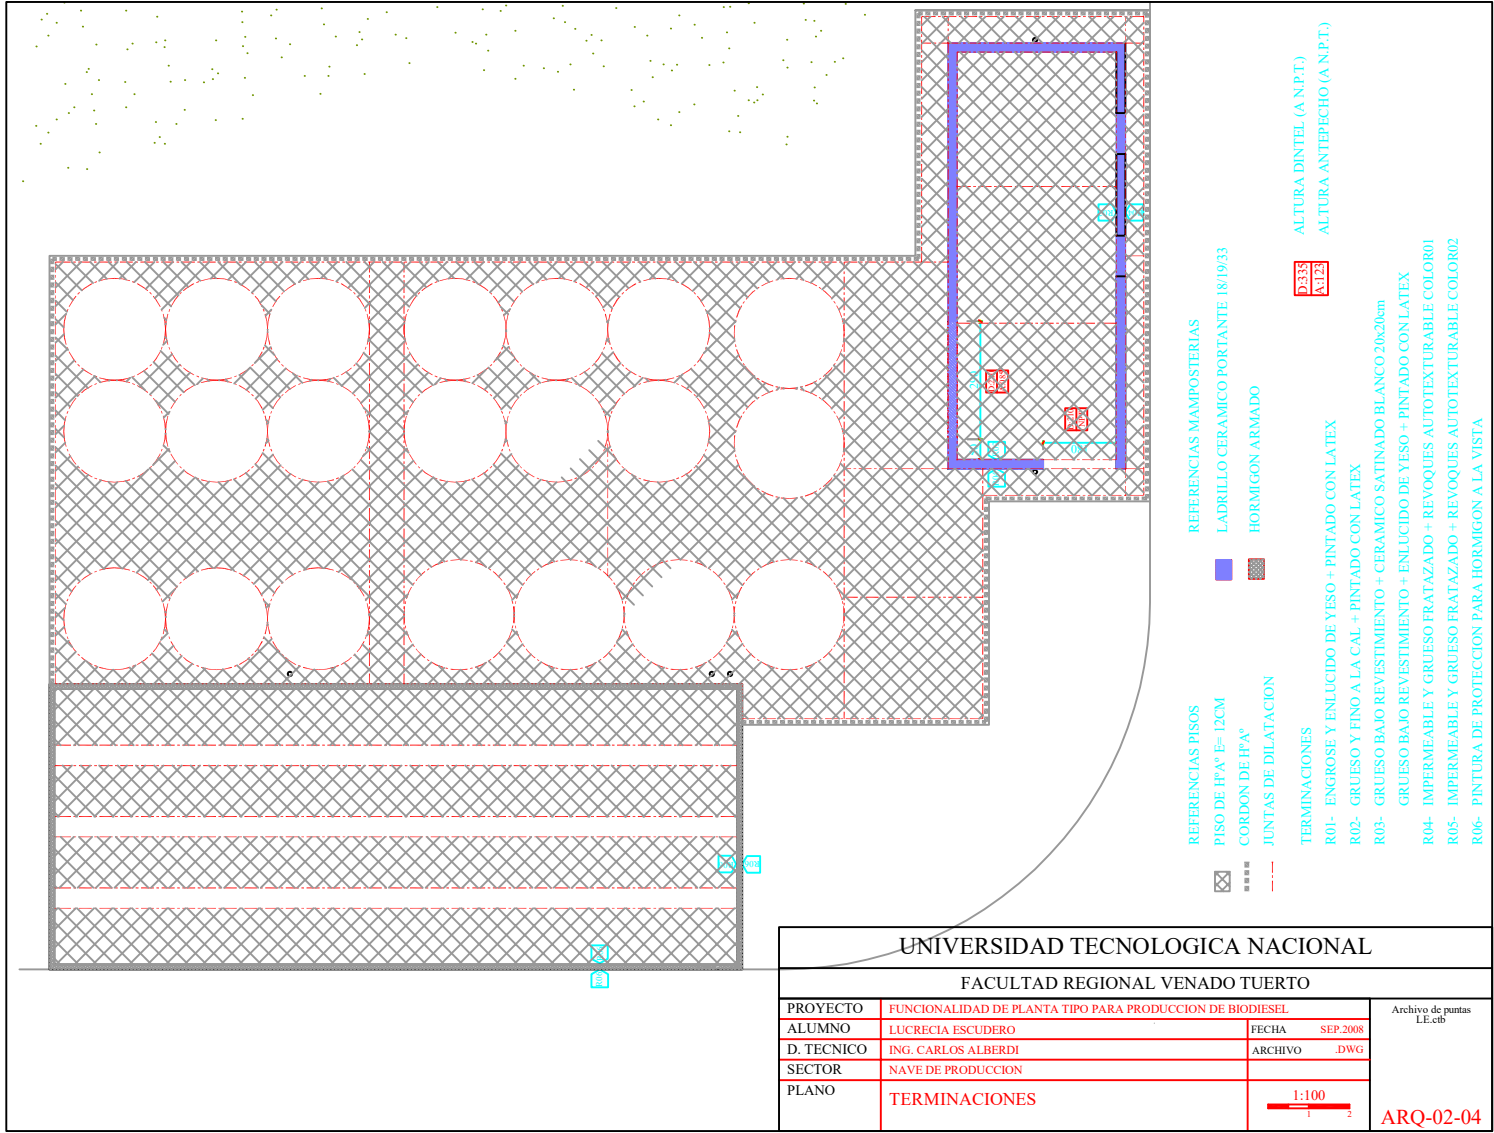 REFERENCIAS PISOS
PISO DE HºAº E= 12CM
CORDON DE HºAº
JUNTAS DE DILATACION
REFERENCIAS MAMPOSTERIAS
LADRILLO CERAMICO PORTANTE 18/19/33
HORMIGON ARMADO
D:335
A:123
ALTURA DINTEL (A N.P.T.)
ALTURA ANTEPECHO (A N.P.T.)
TERMINACIONES
R01- ENGROSE Y ENLUCIDO DE YESO + PINTADO CON LATEX
R02- GRUESO Y FINO A LA CAL + PINTADO CON LATEX
R03- GRUESO BAJO REVESTIMIENTO + CERAMICO SATINADO BLANCO 20x20cm
GRUESO BAJO REVESTIMIENTO + ENLUCIDO DE YESO + PINTADO CON LATEX
R04- IMPERMEABLE Y GRUESO FRATAZADO + REVOQUES AUTOTEXTURABLE COLOR01
R05- IMPERMEABLE Y GRUESO FRATAZADO + REVOQUES AUTOTEXTURABLE COLOR02
R06- PINTURA DE PROTECCION PARA HORMIGON A LA VISTA
UNIVERSIDAD TECNOLOGICA NACIONAL
FACULTAD REGIONAL VENADO TUERTO
PROYECTO FUNCIONALIDAD DE PLANTA TIPO PARA PRODUCCION DE BIODIESEL
ALUMNO LUCRECIA ESCUDERO FECHA SEP.2008
D. TECNICO ING. CARLOS ALBERDI ARCHIVO .DWG
SECTOR NAVE DE PRODUCCION
PLANO TERMINACIONES
1:100
1 2
Archivo de puntas
LE.ctb
ARQ-02-04